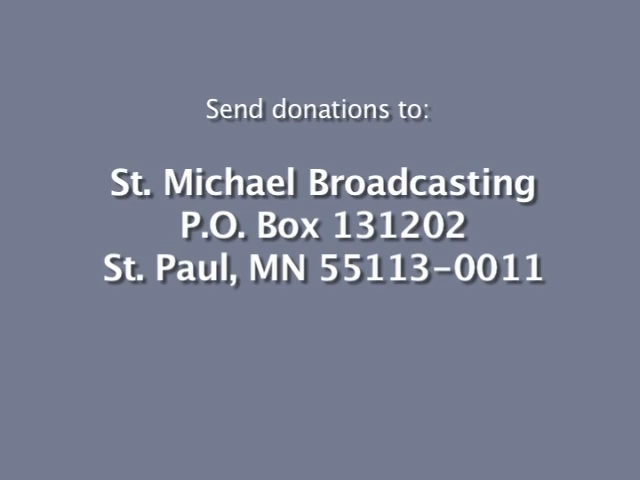 Send donations to:
St. Michael Broadcasting
P.O. Box 131202
St. Paul, MN 55113-0011